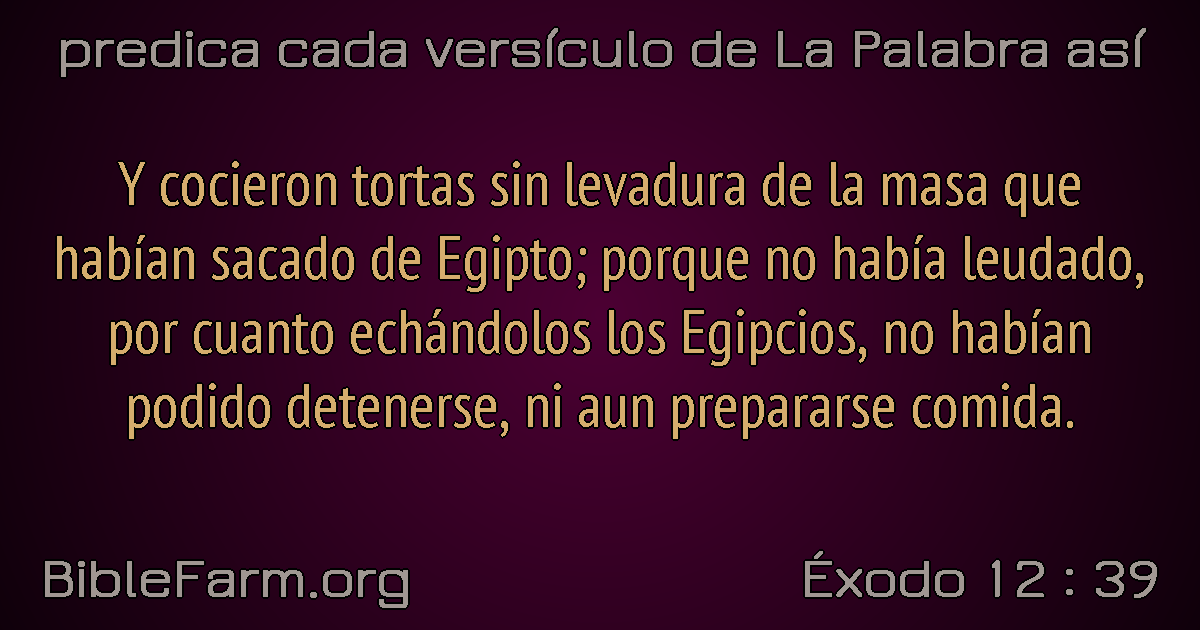 predica cada versículo de La Palabra así
Y cocieron tortas sin levadura de la masa que
habían sacado de Egipto; porque no había leudado,
por cuanto echándolos los Egipcios, no habían
podido detenerse, ni aun prepararse comida.
BibleFarm.org
Éxodo 12 : 39